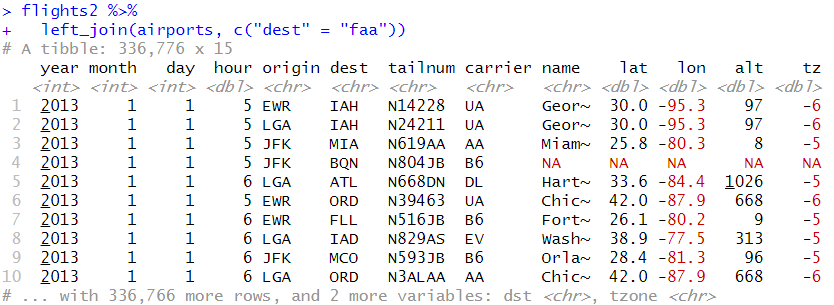 > flights2 %>%
+   left_join(airports, c("dest" = "faa"))
# A tibble: 336,776 x 15
    year month   day  hour origin dest  tailnum carrier name    lat   lon   alt    tz
   <int> <int> <int> <dbl> <chr>  <chr> <chr>   <chr>   <chr> <dbl> <dbl> <dbl> <dbl>
 1  2013     1     1     5 EWR    IAH   N14228  UA      Geor~  30.0 -95.3    97    -6
 2  2013     1     1     5 LGA    IAH   N24211  UA      Geor~  30.0 -95.3    97    -6
 3  2013     1     1     5 JFK    MIA   N619AA  AA      Miam~  25.8 -80.3     8    -5
 4  2013     1     1     5 JFK    BQN   N804JB  B6      NA     NA    NA      NA    NA
 5  2013     1     1     6 LGA    ATL   N668DN  DL      Hart~  33.6 -84.4  1026    -5
 6  2013     1     1     5 EWR    ORD   N39463  UA      Chic~  42.0 -87.9   668    -6
 7  2013     1     1     6 EWR    FLL   N516JB  B6      Fort~  26.1 -80.2     9    -5
 8  2013     1     1     6 LGA    IAD   N829AS  EV      Wash~  38.9 -77.5   313    -5
 9  2013     1     1     6 JFK    MCO   N593JB  B6      Orla~  28.4 -81.3    96    -5
10  2013     1     1     6 LGA    ORD   N3ALAA  AA      Chic~  42.0 -87.9   668    -6
# ... with 336,766 more rows, and 2 more variables: dst <chr>, tzone <chr>